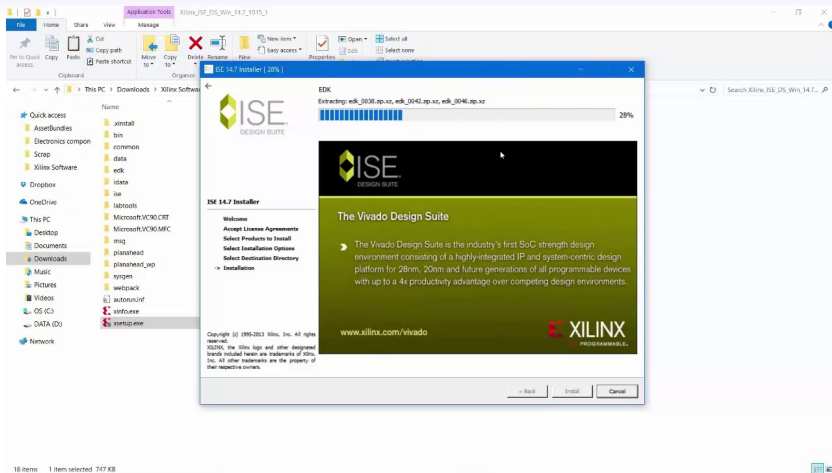 Application Tools Xilinx_ISE_DS_Win_14.7_1015_1
File Home Share View Manage
Pin to Quick access
Copy
Paste
Cut
Copy path
Paste shortcut
Move to
Copy to
Delete Rename
New
New item
Easy access
Properties
Open
Edit
Select all
Select none
Clipboard
This PC > Downloads > Xilinx
Search Xilinx_ISE_DS_Win_14.7...
Name
Quick access
AssetBundles
Electronics compon
Scrap
Xilinx Software
Dropbox
OneDrive
This PC
Desktop
Documents
Downloads
Music
Pictures
Videos
OS (C:)
DATA (D:)
Network
.xinstall
bin
common
data
edk
idata
ise
labtools
Microsoft.VC90.CRT
Microsoft.VC90.MFC
msg
planahead
planahead_wp
sysgen
webpack
autorun.inf
xinfo.exe
xsetup.exe
ISE 14.7 Installer [ 28% ]
ISE
DESIGN SUITE
EDK
Extracting: edk_0038.zip.xz, edk_0042.zip.xz, edk_0046.zip.xz
28%
ISE 14.7 Installer
Welcome
Accept License Agreements
Select Products to Install
Select Installation Options
Select Destination Directory
-> Installation
Copyright (c) 1995-2013 Xilinx, Inc. All rights
reserved.
XILINX, the Xilinx logo and other designated
brands included herein are trademarks of Xilinx,
Inc. All other trademarks are the property of
their respective owners.
ISE
DESIGN SUITE
The Vivado Design Suite
The Vivado Design Suite is the industry's first SoC strength design
environment consisting of a highly-integrated IP and system-centric design
platform for 28nm, 20nm and future generations of all programmable devices
with up to a 4x productivity advantage over competing design environments.
www.xilinx.com/vivado
XILINX
PROGRAMMABLE.
< Back Install Cancel
18 items 1 item selected 747 KB